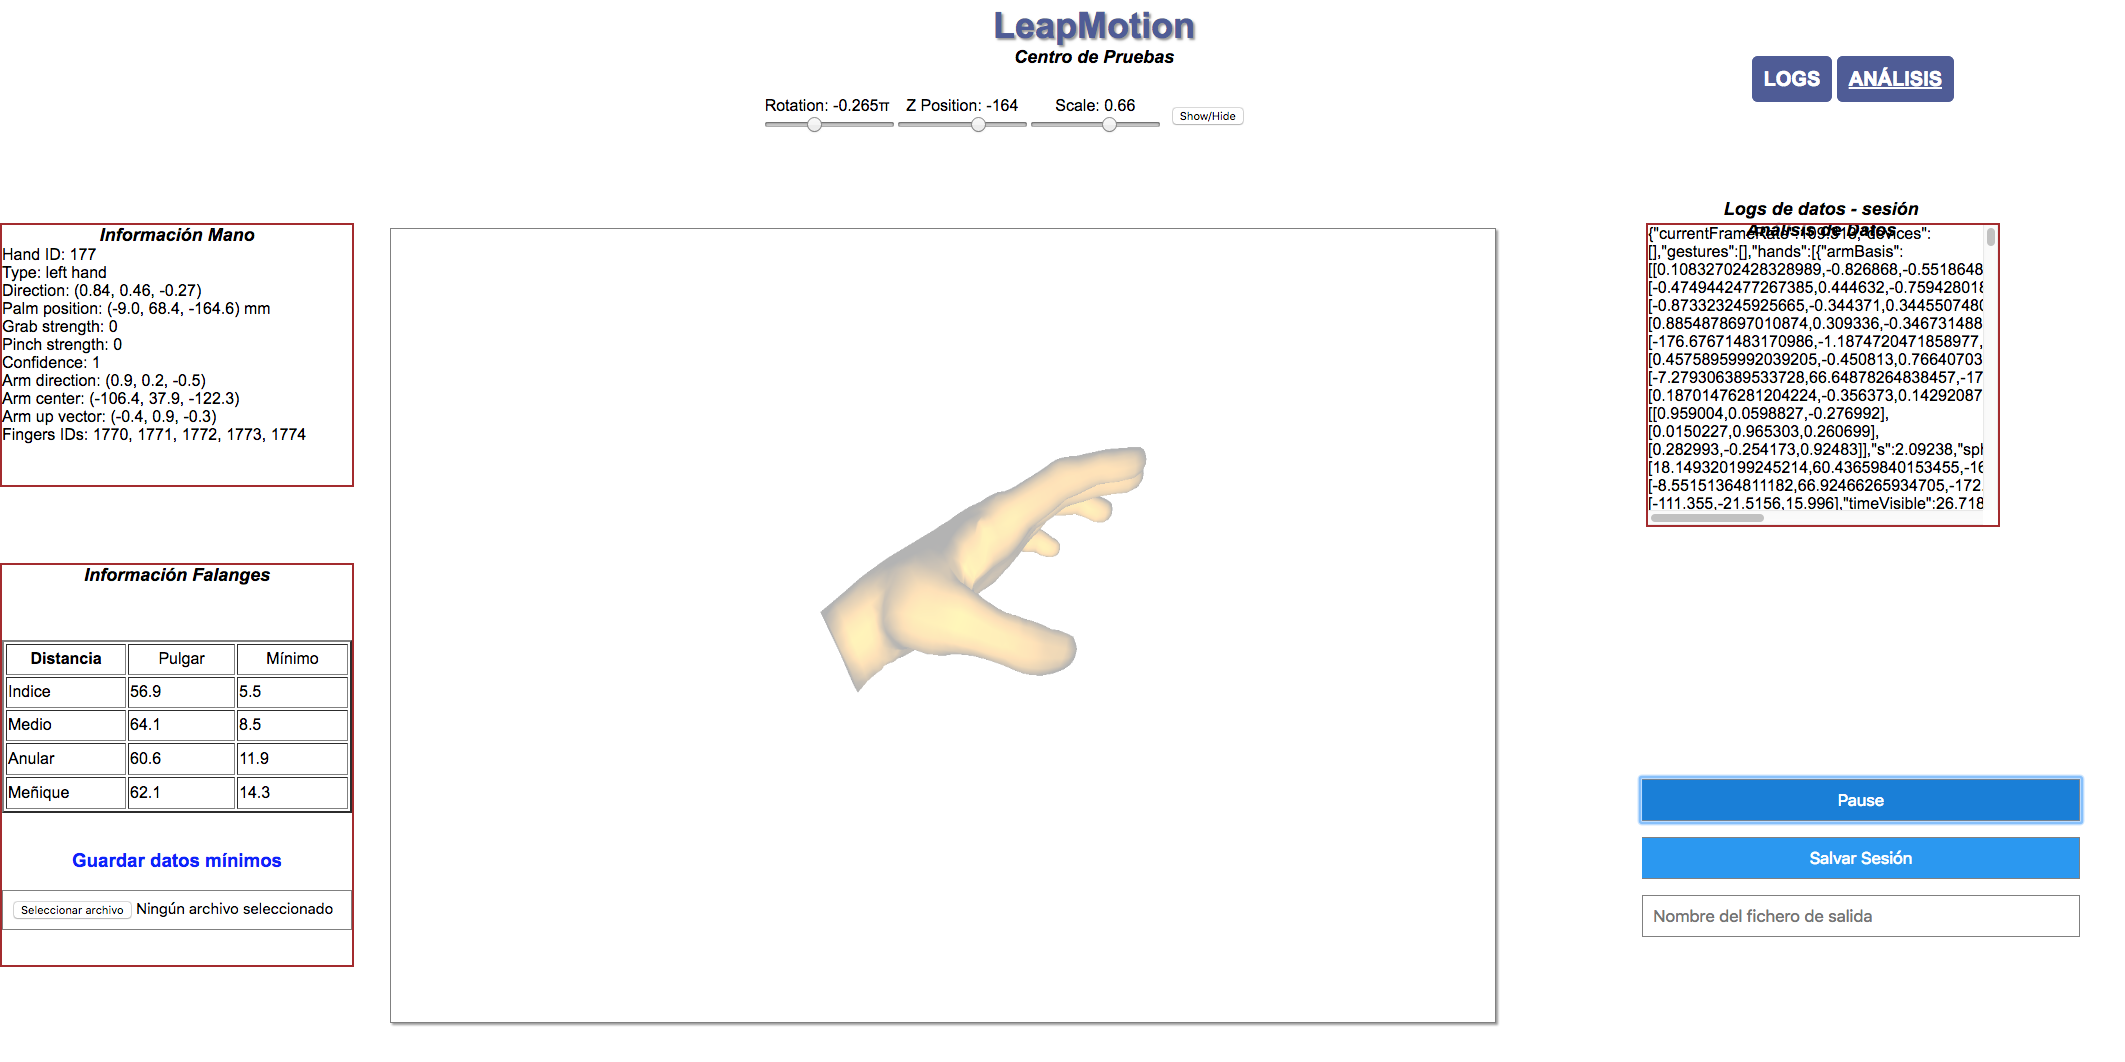 LeapMotion
Centro de Pruebas
LOGS
ANÁLISIS
Rotation: -0.265π
Z Position: -164
Scale: 0.66
Show/Hide
Información Mano
Hand ID: 177
Type: left hand
Direction: (0.84, 0.46, -0.27)
Palm position: (-9.0, 68.4, -164.6) mm
Grab strength: 0
Pinch strength: 0
Confidence: 1
Arm direction: (0.9, 0.2, -0.5)
Arm center: (-106.4, 37.9, -122.3)
Arm up vector: (-0.4, 0.9, -0.3)
Fingers IDs: 1770, 1771, 1772, 1773, 1774
Información Falanges
Distancia Pulgar Mínimo
Indice 56.9 5.5
Medio 64.1 8.5
Anular 60.6 11.9
Meñique 62.1 14.3
Guardar datos mínimos
Seleccionar archivo Ningún archivo seleccionado
Logs de datos - sesión
Análisis de Datos
{"currentFrameRate" "devices":
[],"gestures":[],"hands":[{"armBasis":
[[0.10832702428328989,-0.826868,-0.5518648
[-0.4749442477267385,0.444632,-0.759428018
[-0.873323245925665,-0.344371,0.3445507480
[0.8854878697010874,0.309336,-0.346731488
[-176.67671483170986,-1.1874720471858977,
[0.45758959992039205,-0.450813,0.76640703
[-7.279306389533728,66.64878264838457,-17
[0.18701476281204224,-0.356373,0.14292087
[[0.959004,0.0598827,-0.276992],
[0.0150227,0.965303,0.260699],
[0.282993,-0.254173,0.92483]],"s":2.09238,"sph
[18.149320199245214,60.43659840153455,-16
[-8.55151364811182,66.92466265934705,-172.
[-111.355,-21.5156,15.996],"timeVisible":26.718
Pause
Salvar Sesión
Nombre del fichero de salida